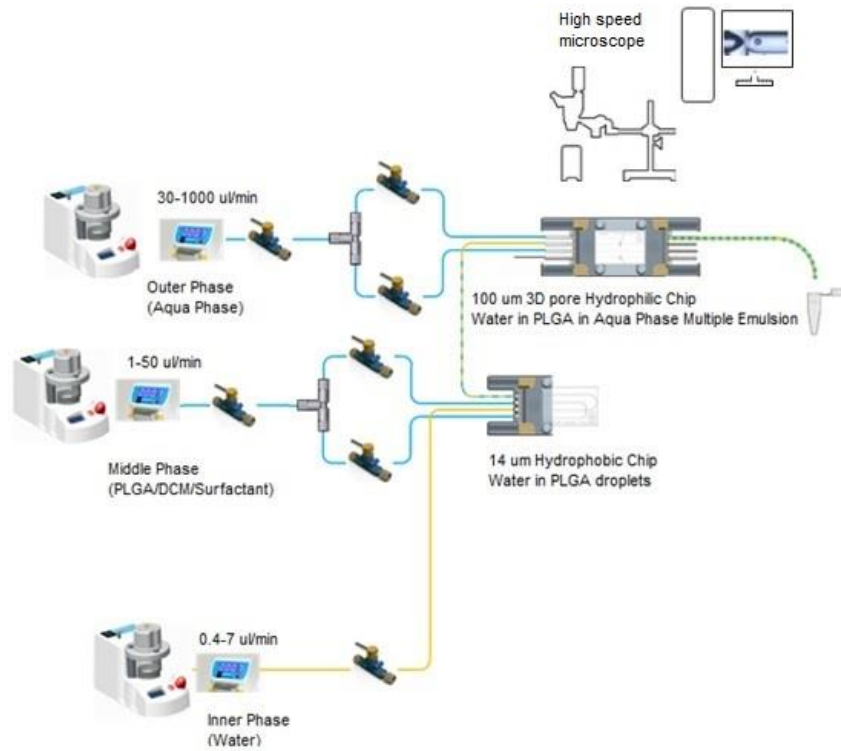 High speed
microscope
30-1000 ul/min
Outer Phase
(Aqua Phase)
100 um 3D pore Hydrophilic Chip
Water in PLGA in Aqua Phase Multiple Emulsion
1-50 ul/min
Middle Phase
(PLGA/DCM/Surfactant)
14 um Hydrophobic Chip
Water in PLGA droplets
0.4-7 ul/min
Inner Phase
(Water)